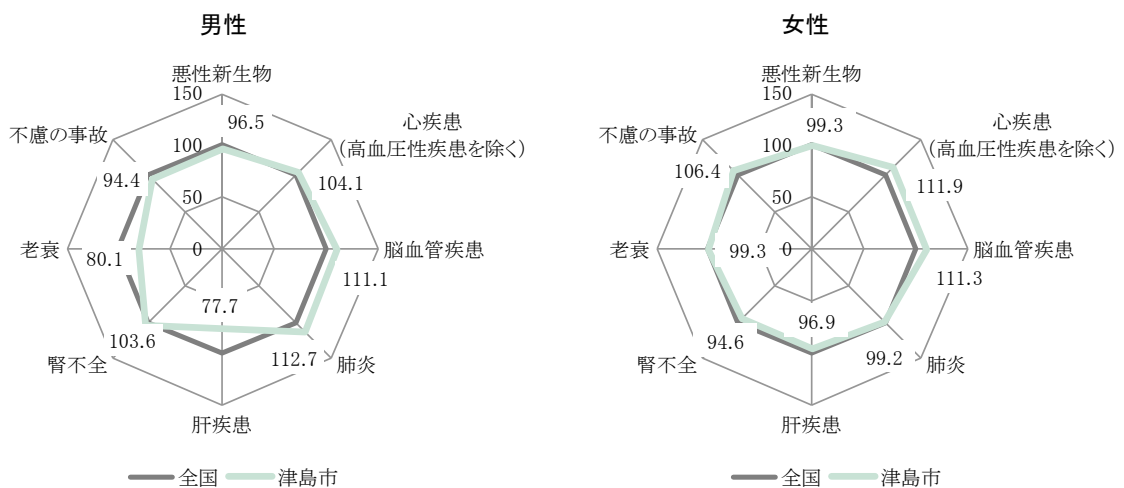 男性
悪性新生物
150
96.5
心疾患
(高血圧性疾患を除く)
不慮の事故
100
94.4
104.1
50
老衰
80.1
0
脳血管疾患
111.1
77.7
103.6
112.7
腎不全
肺炎
肝疾患
全国
津島市
女性
悪性新生物
150
99.3
心疾患
(高血圧性疾患を除く)
不慮の事故
100
106.4
111.9
50
老衰
99.3
0
脳血管疾患
111.3
96.9
94.6
99.2
腎不全
肺炎
肝疾患
全国
津島市